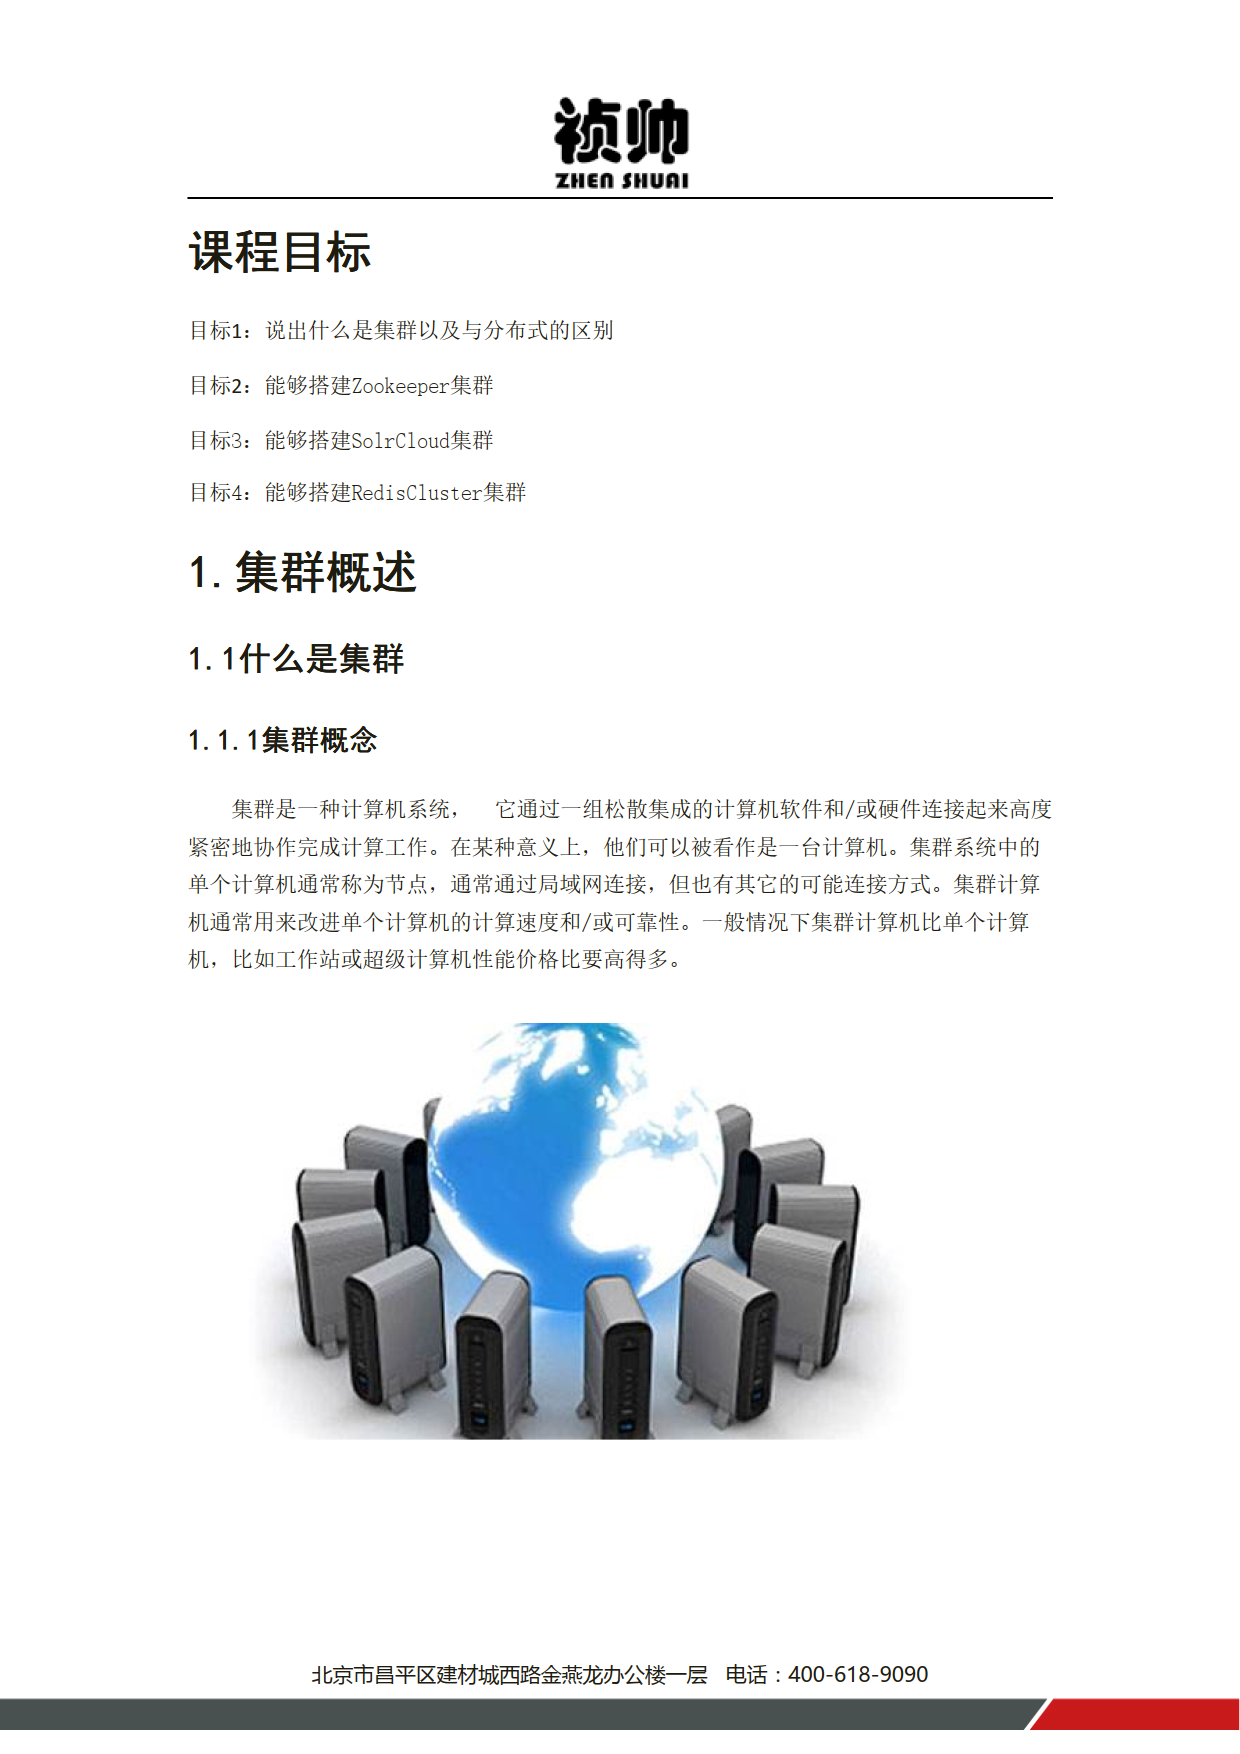 祯帅
ZHEN SHUAI
课程目标
目标1：说出什么是集群以及与分布式的区别
目标2：能够搭建Zookeeper集群
目标3：能够搭建SolrCloud集群
目标4：能够搭建RedisCluster集群
1.集群概述
1.1什么是集群
1.1.1集群概念
集群是一种计算机系统， 它通过一组松散集成的计算机软件和/或硬件连接起来高度
紧密地协作完成计算工作。在某种意义上，他们可以被看作是一台计算机。集群系统中的
单个计算机通常称为节点，通常通过局域网连接，但也有其它的可能连接方式。集群计算
机通常用来改进单个计算机的计算速度和/或可靠性。一般情况下集群计算机比单个计算
机，比如工作站或超级计算机性能价格比要高得多。
北京市昌平区建材城西路金燕龙办公楼一层 电话：400-618-9090